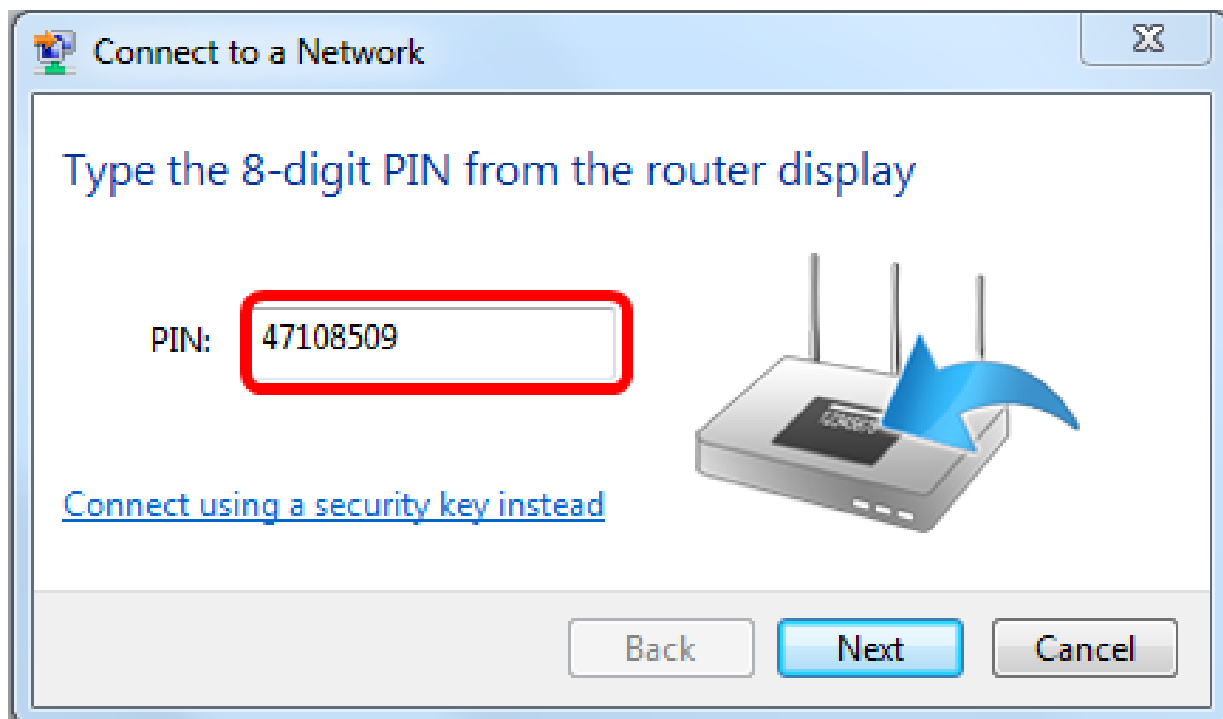 Connect to a Network
Type the 8-digit PIN from the router display
PIN: 47108509
Connect using a security key instead
Back Next Cancel